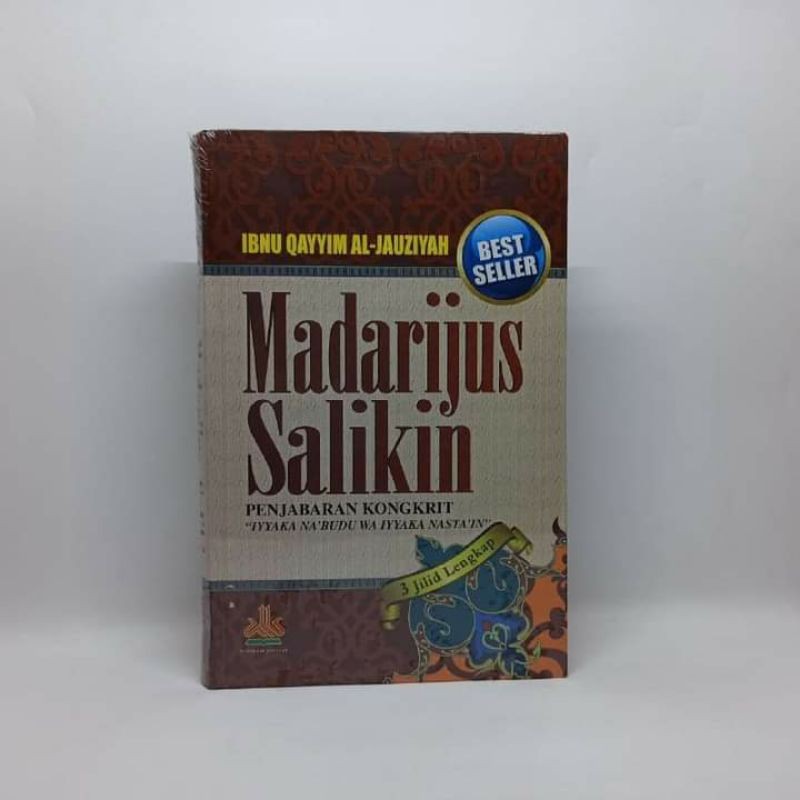 IBNU QAYYIM AL-JAUZIYAH
BEST
SELLER
Madarijus
Salikin
PENJABARAN KONGKRIT
"IYYAKA NA'BUDU WA IYYAKA NASTA'IN"
3 Jilid Lengkap